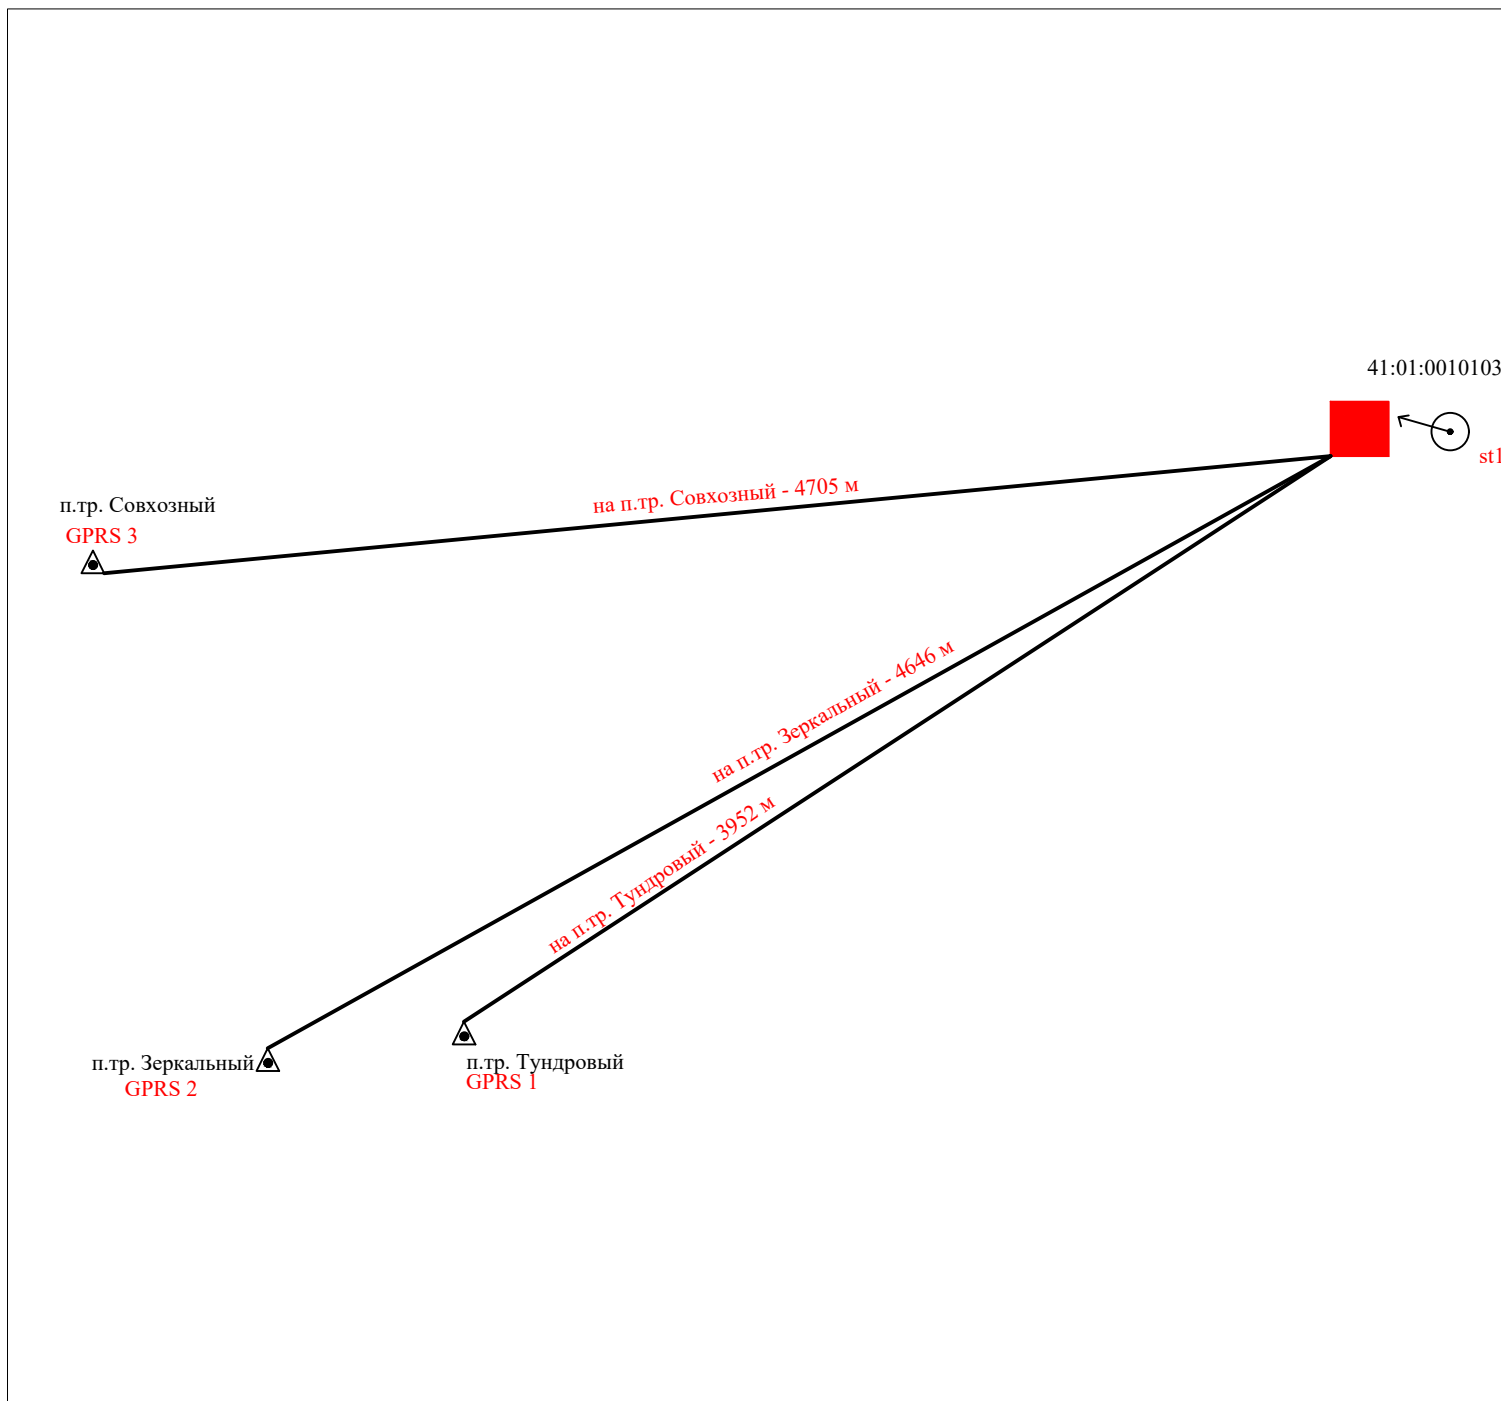 41:01:0010103
st1
на п.тр. Совхозный - 4705 м
п.тр. Совхозный
GPRS 3
на п.тр. Зеркальный - 4646 м
на п.тр. Тундровый - 3952 м
п.тр. Зеркальный
GPRS 2
п.тр. Тундровый
GPRS 1